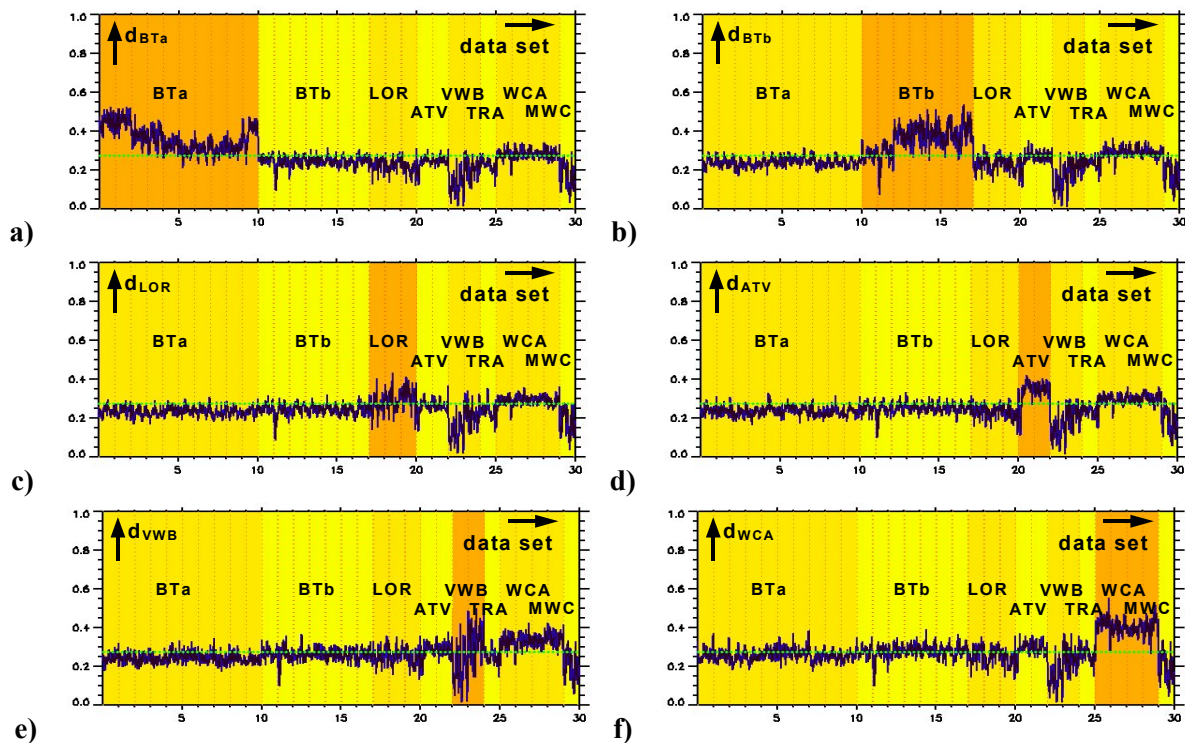 1.0 dBTa data set
0.8
0.6 BTa BTb LOR VWB WCA
ATV TRA MWC
0.4
0.2
0.0
a) 5 10 15 20 25 30
1.0 dBTb data set
0.8
0.6 BTa BTb LOR VWB WCA
ATV TRA MWC
0.4
0.2
0.0
b) 5 10 15 20 25 30
1.0 dLOR data set
0.8
0.6 BTa BTb LOR VWB WCA
ATV TRA MWC
0.4
0.2
0.0
c) 5 10 15 20 25 30
1.0 dATV data set
0.8
0.6 BTa BTb LOR VWB WCA
ATV TRA MWC
0.4
0.2
0.0
d) 5 10 15 20 25 30
1.0 dVWB data set
0.8
0.6 BTa BTb LOR VWB WCA
ATV TRA MWC
0.4
0.2
0.0
e) 5 10 15 20 25 30
1.0 dWCA data set
0.8
0.6 BTa BTb LOR VWB WCA
ATV TRA MWC
0.4
0.2
0.0
f) 5 10 15 20 25 30